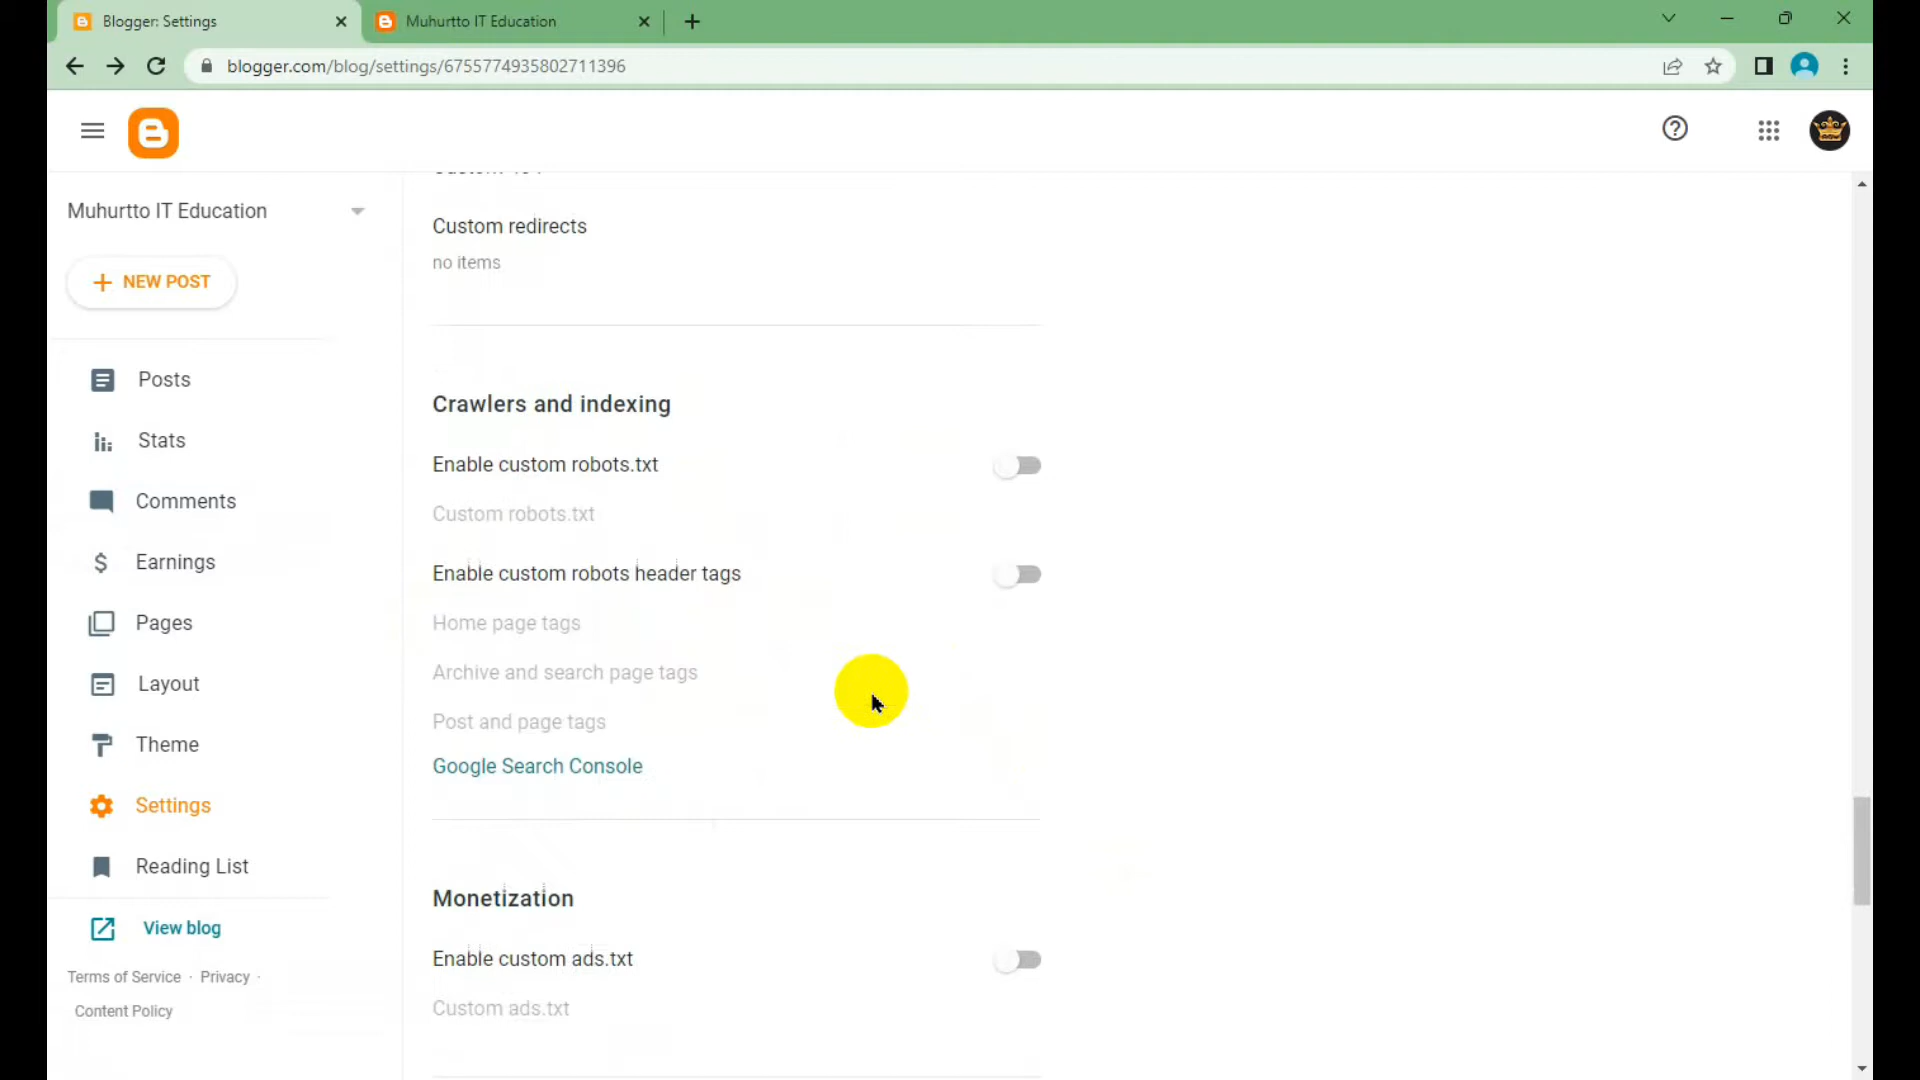 Blogger: Settings
Muhurtto IT Education
blogger.com/blog/settings/6755774935802711396
Muhurtto IT Education
NEW POST
Posts
Stats
Comments
Earnings
Pages
Layout
Theme
Settings
Reading List
View blog
Terms of Service · Privacy ·
Content Policy
Custom redirects
no items
Crawlers and indexing
Enable custom robots.txt
Custom robots.txt
Enable custom robots header tags
Home page tags
Archive and search page tags
Post and page tags
Google Search Console
Monetization
Enable custom ads.txt
Custom ads.txt